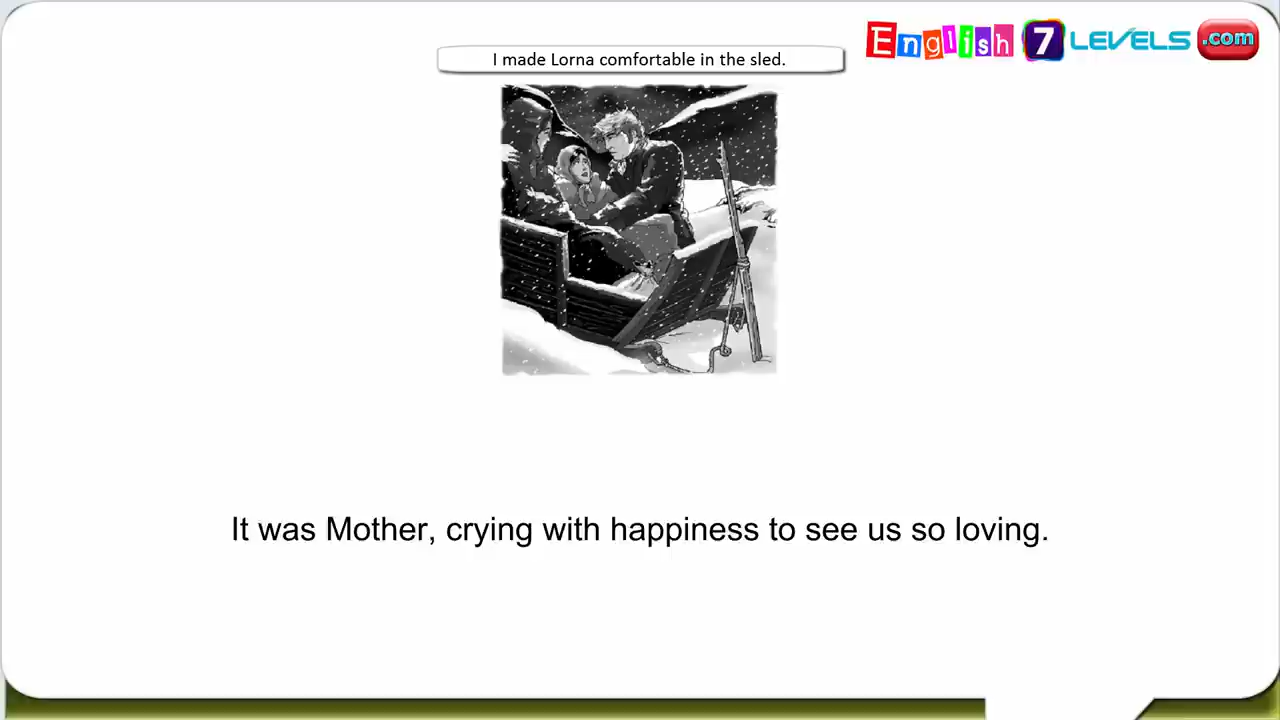 English 7 LEVELS .com
I made Lorna comfortable in the sled.
It was Mother, crying with happiness to see us so loving.